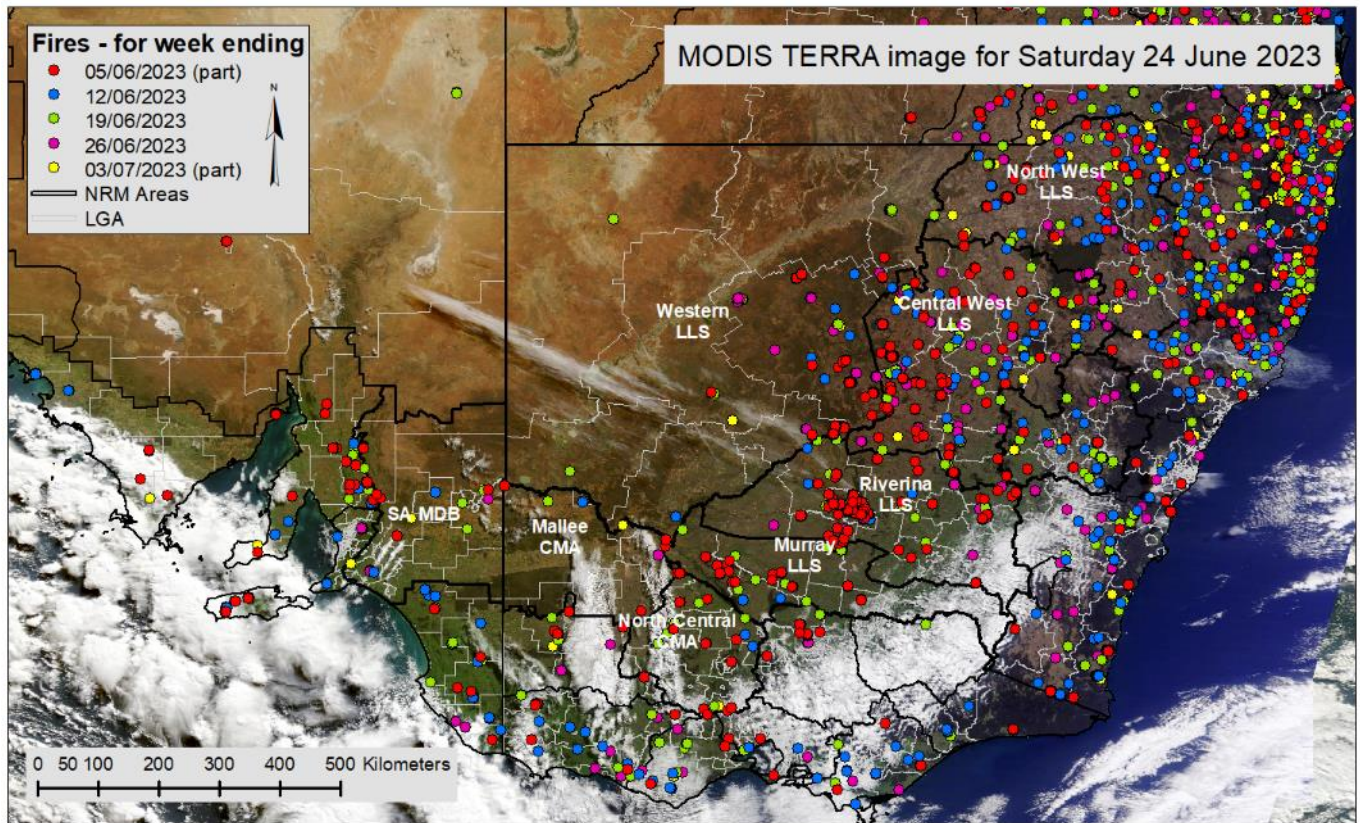 Fires - for week ending
05/06/2023 (part)
12/06/2023
19/06/2023
26/06/2023
03/07/2023 (part)
NRM Areas
LGA
N
MODIS TERRA image for Saturday 24 June 2023
North West
LLS
Western
LLS
Central West
LLS
Riverina
LLS
SA MDB
Mallee
CMA
Murray
LLS
North Central
CMA
0 50 100 200 300 400 500 Kilometers